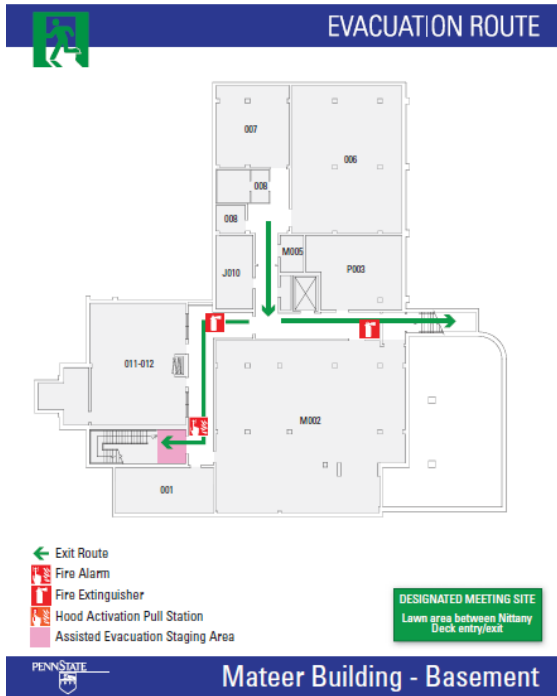 EVACUATION ROUTE
007
006
008
008
M005
J010
P003
011-012
M002
001
Exit Route
Fire Alarm
Fire Extinguisher
Hood Activation Pull Station
Assisted Evacuation Staging Area
DESIGNATED MEETING SITE
Lawn area between Nittany
Deck entry/exit
PENNSTATE
Mateer Building - Basement